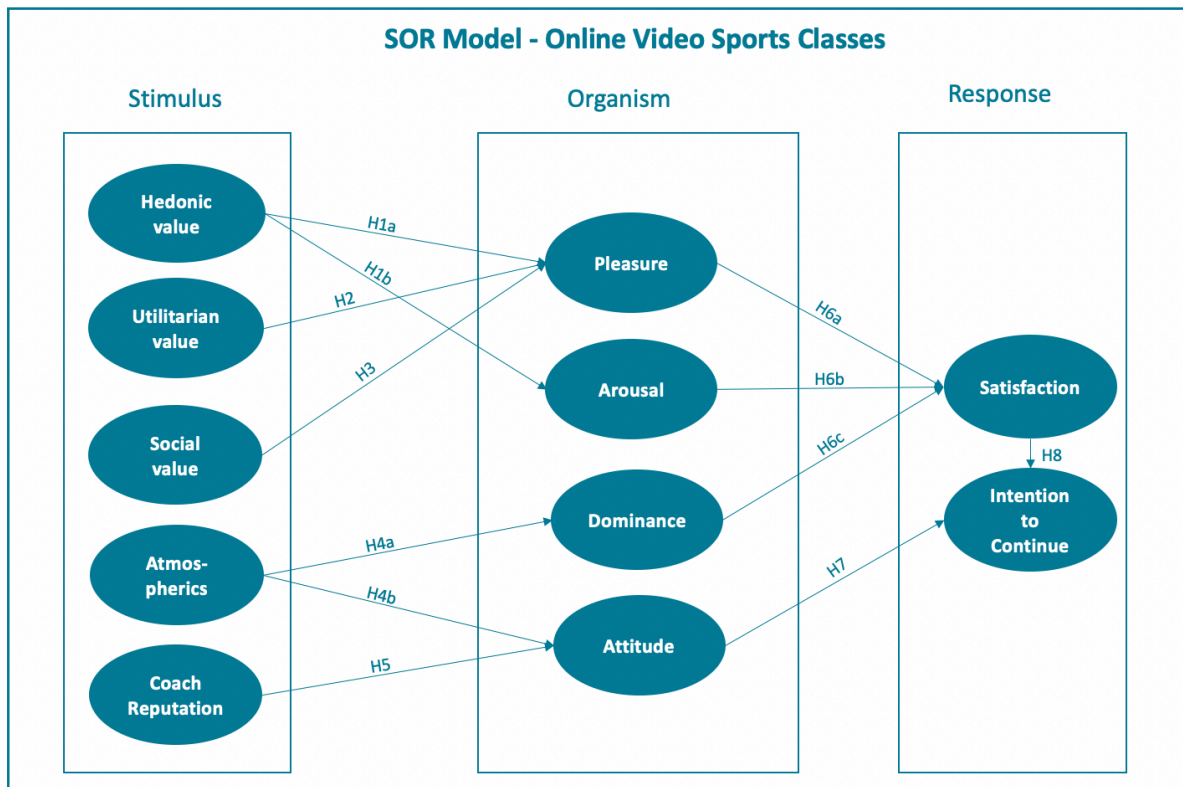 SOR Model - Online Video Sports Classes
Stimulus
Organism
Response
Hedonic
value
Utilitarian
value
Social
value
Atmos-
pherics
Coach
Reputation
H1a
H1b
H2
H3
H4a
H4b
H5
Pleasure
Arousal
Dominance
Attitude
H6a
H6b
H6c
H7
Satisfaction
H8
Intention
to
Continue